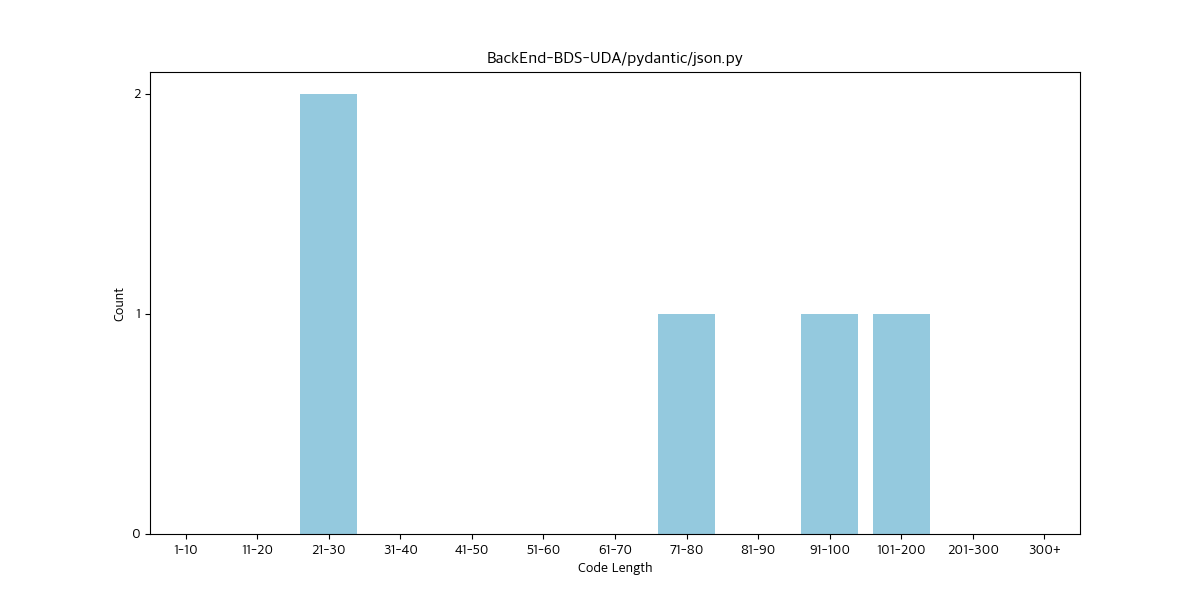 BackEnd-BDS-UDA/pydantic/json.py
2
1
0
Count
1-10 11-20 21-30 31-40 41-50 51-60 61-70 71-80 81-90 91-100 101-200 201-300 300+
Code Length